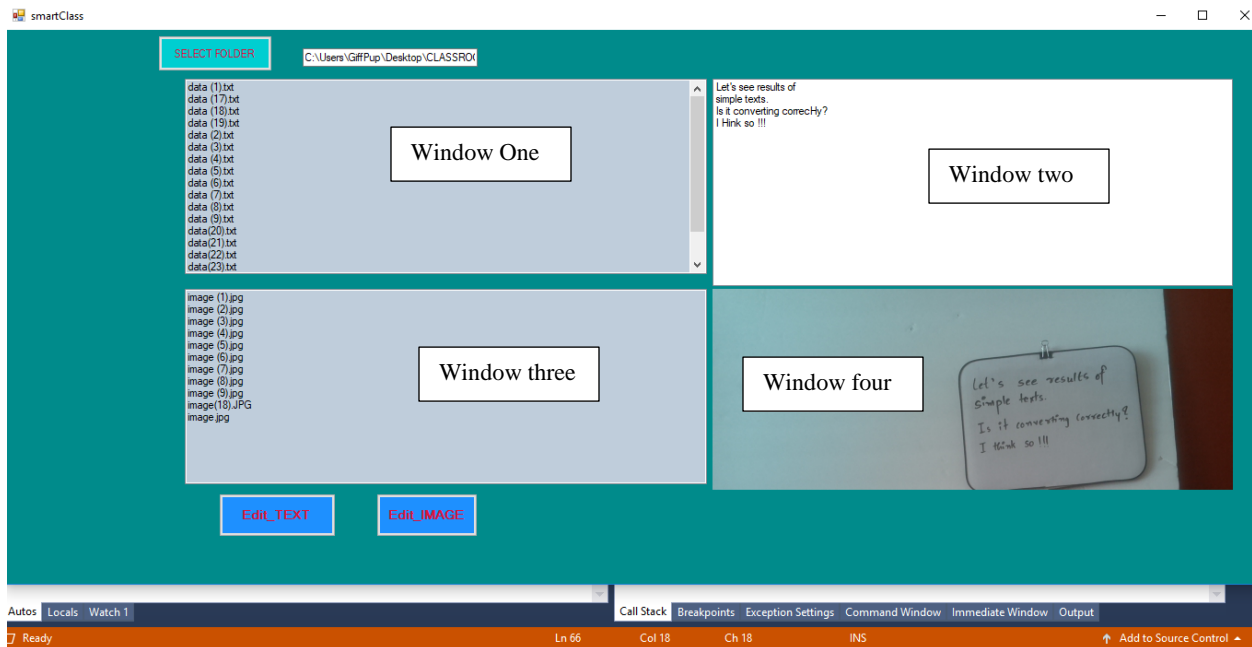 smartClass
SELECT FOLDER
C:\Users\GiffPup\Desktop\CLASSRO
data (1).txt
data (17).txt
data (18).txt
data (19).txt
data (2).txt
data (3).txt
data (4).txt
data (5).txt
data (6).txt
data (7).txt
data (8).txt
data (9).txt
data(20).txt
data(21).txt
data(22).txt
data(23).txt
Window One
Let's see results of
simple texts.
Is it converting correcHy?
I Hink so !!!
Window two
image (1).jpg
image (2).jpg
image (3).jpg
image (4).jpg
image (5).jpg
image (6).jpg
image (7).jpg
image (8).jpg
image (9).jpg
image(18).JPG
image.jpg
Window three
Window four
Let's see results of
simple texts.
Is it converting correctly?
I think so !!!
Edit_TEXT
Edit_IMAGE
Autos Locals Watch 1
Call Stack Breakpoints Exception Settings Command Window Immediate Window Output
Ready Ln 66 Col 18 Ch 18 INS Add to Source Control